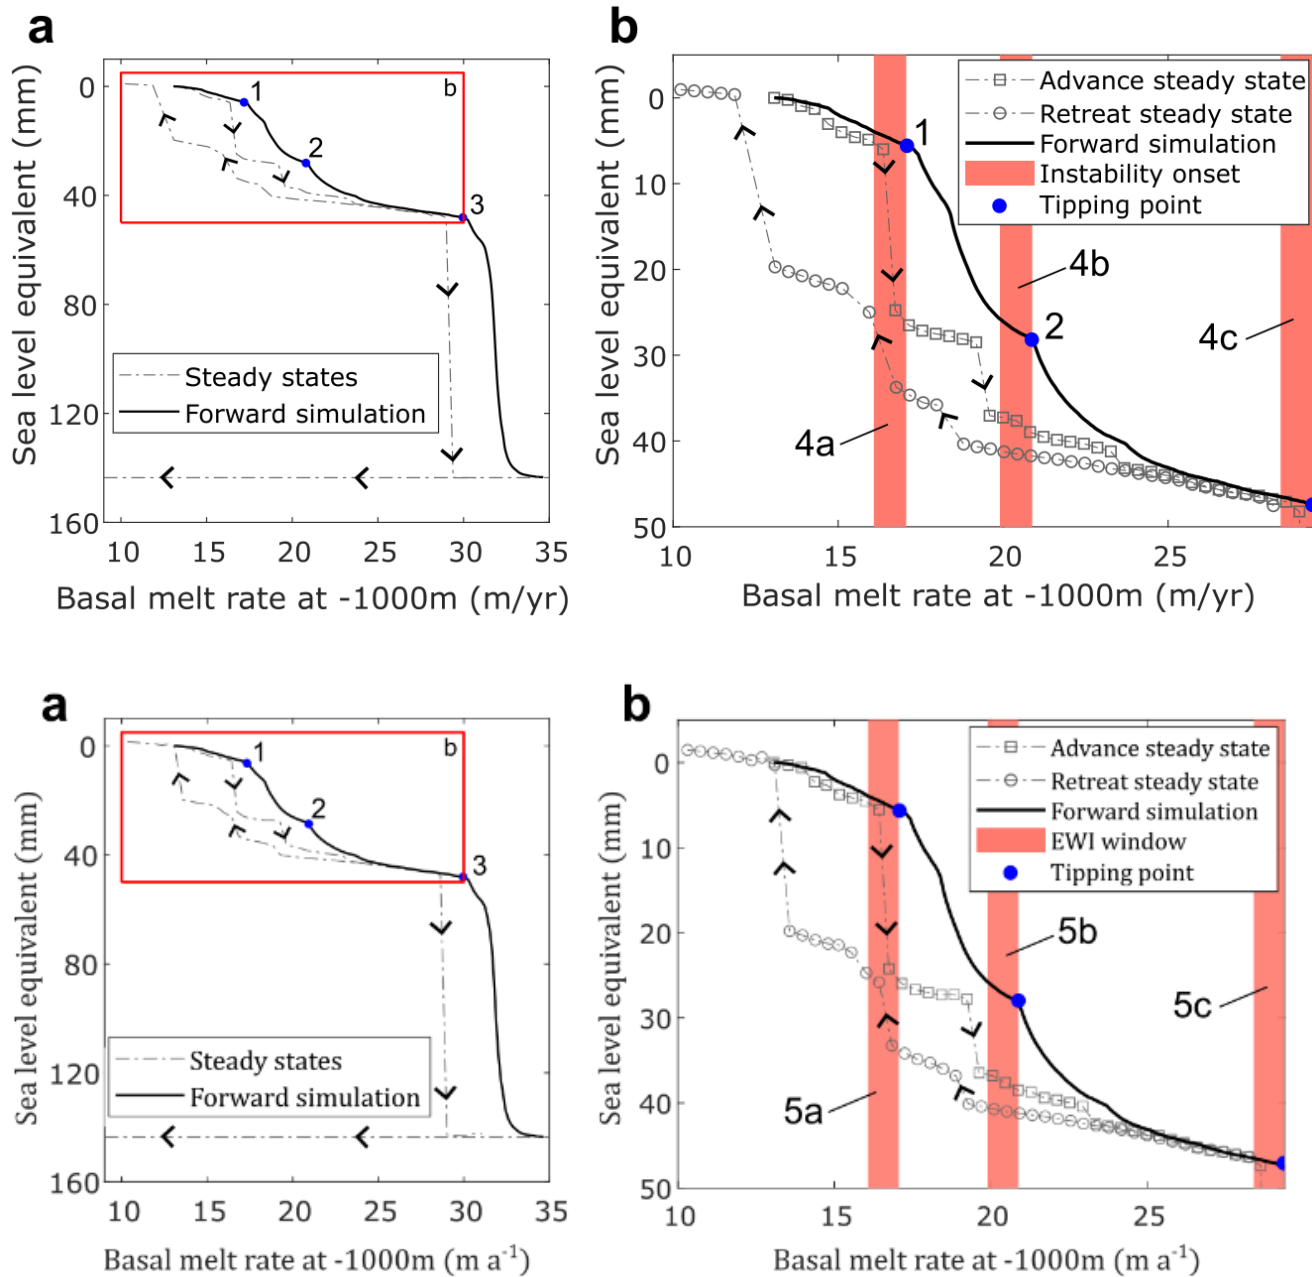 a
b
0
40
80
120
160
10
15
20
25
30
35
Sea level equivalent (mm)
Basal melt rate at -1000m (m/yr)
b
1
2
3
Steady states
Forward simulation
0
10
20
30
40
50
10
15
20
25
Sea level equivalent (mm)
Basal melt rate at -1000m (m/yr)
Advance steady state
Retreat steady state
Forward simulation
Instability onset
Tipping point
1
2
4a
4b
4c
a
b
0
40
80
120
160
10
15
20
25
30
35
Sea level equivalent (mm)
Basal melt rate at -1000m (m a⁻¹)
b
1
2
3
Steady states
Forward simulation
0
10
20
30
40
50
10
15
20
25
Sea level equivalent (mm)
Basal melt rate at -1000m (m a⁻¹)
Advance steady state
Retreat steady state
Forward simulation
EWI window
Tipping point
5a
5b
5c